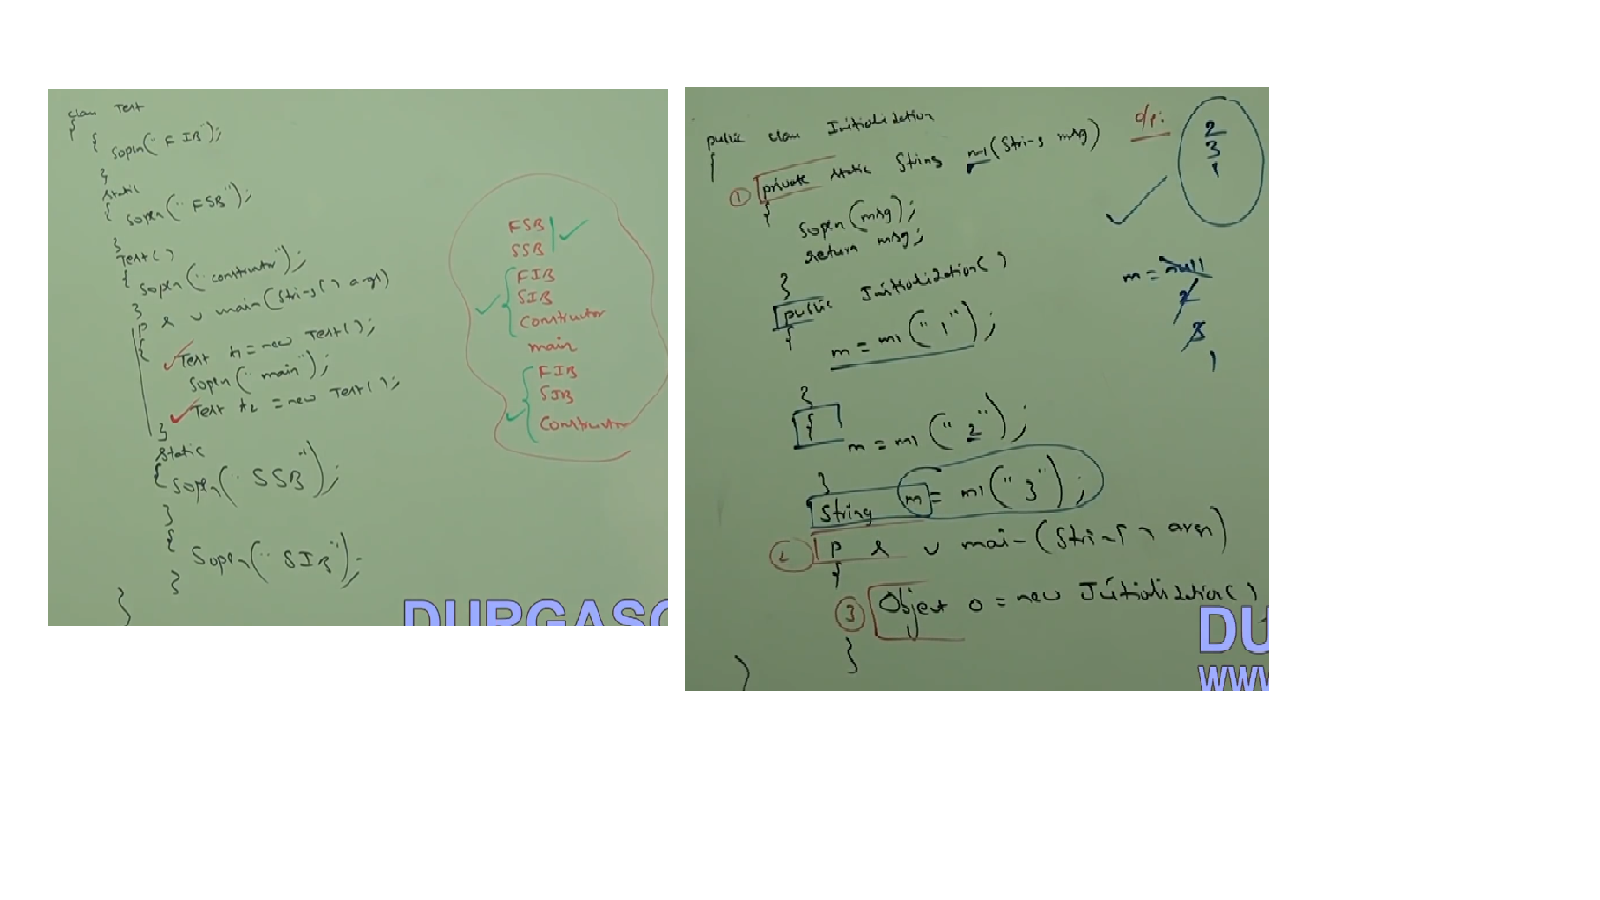 class Test
{
{
sopln("FIB");
}
static
{
sopln("FSB");
}
Test()
{
sopln("constructor");
}
p s v main(String[] args)
{
Test t1 = new Test();
sopln("main");
Test t2 = new Test();
}
static
{
sopln("SSB");
}
{
sopln("SIB");
}
}
FSB
SSB
FIB
SIB
Constructor
main
FIB
SIB
Constructor
DURGASO
public class Initialization
{
① private static String m1(String msg)
{
sopln(msg);
return msg;
}
public Initialization()
{
m = m1("1");
}
{
m = m1("2");
}
String m = m1("3");
② p s v main(String[] args)
{
③ Object o = new Initialization()
}
}
o/p:
2
3
1
m = null
2
3
1
DU
WWW